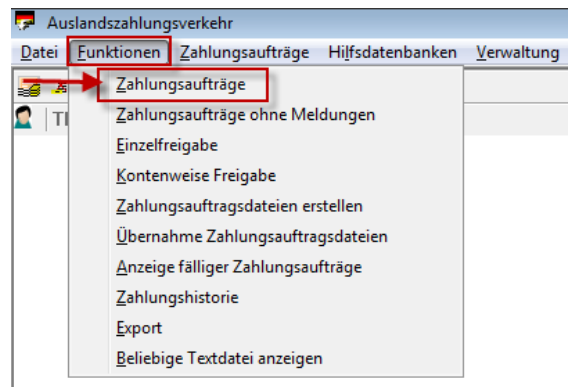 Auslandszahlungsverkehr
Datei Funktionen Zahlungsaufträge Hilfsdatenbanken Verwaltung
Zahlungsaufträge
Zahlungsaufträge ohne Meldungen
Einzelfreigabe
Kontenweise Freigabe
Zahlungsauftragsdateien erstellen
Übernahme Zahlungsauftragsdateien
Anzeige fälliger Zahlungsaufträge
Zahlungshistorie
Export
Beliebige Textdatei anzeigen